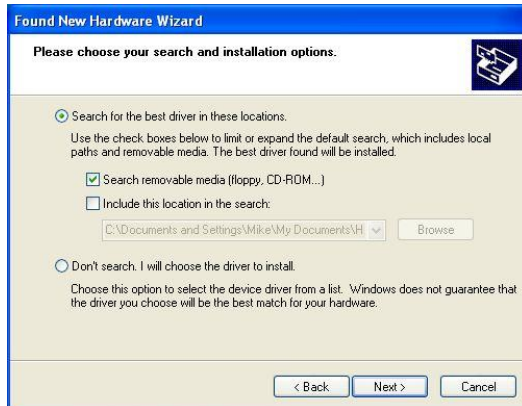 Found New Hardware Wizard
Please choose your search and installation options.
Search for the best driver in these locations.
Use the check boxes below to limit or expand the default search, which includes local
paths and removable media. The best driver found will be installed.
Search removable media (floppy, CD-ROM...)
Include this location in the search:
C:\Documents and Settings\Mike\My Documents\H
Browse
Don't search. I will choose the driver to install.
Choose this option to select the device driver from a list. Windows does not guarantee that
the driver you choose will be the best match for your hardware.
< Back
Next >
Cancel